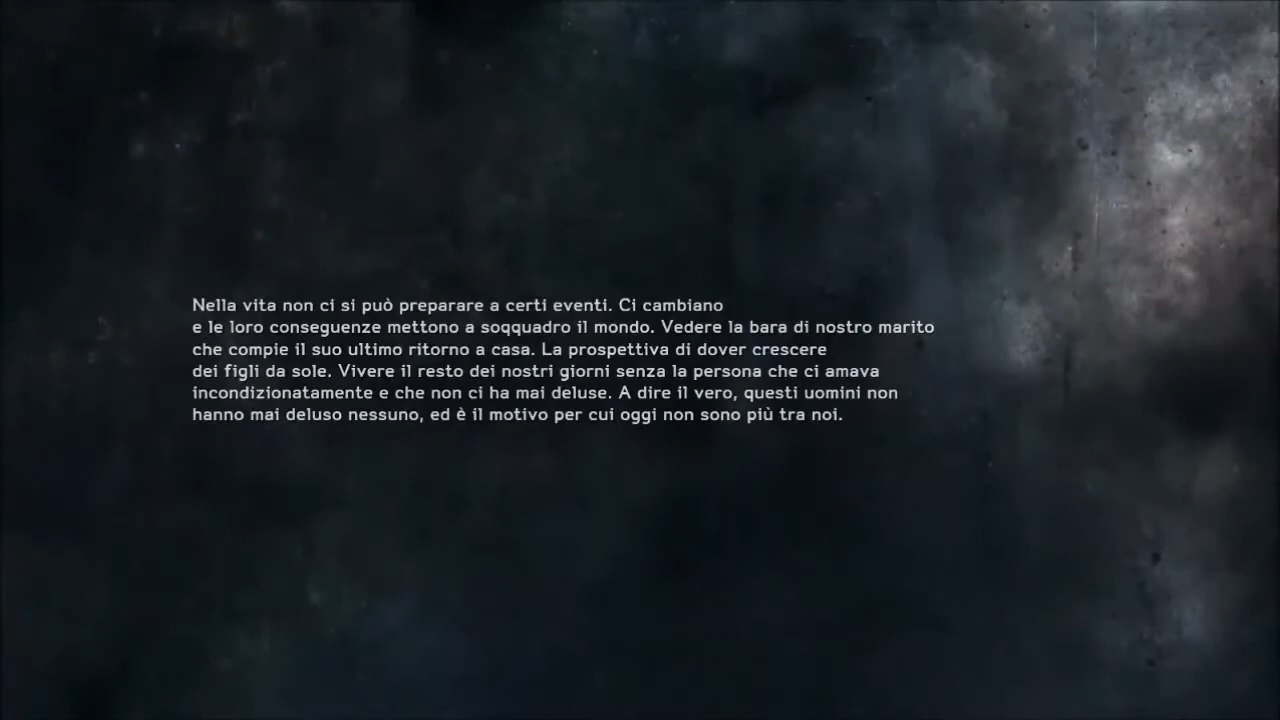 Nella vita non ci si può preparare a certi eventi. Ci cambiano
e le loro conseguenze mettono a soqquadro il mondo. Vedere la bara di nostro marito
che compie il suo ultimo ritorno a casa. La prospettiva di dover crescere
dei figli da sole. Vivere il resto dei nostri giorni senza la persona che ci amava
incondizionatamente e che non ci ha mai deluse. A dire il vero, questi uomini non
hanno mai deluso nessuno, ed è il motivo per cui oggi non sono più tra noi.